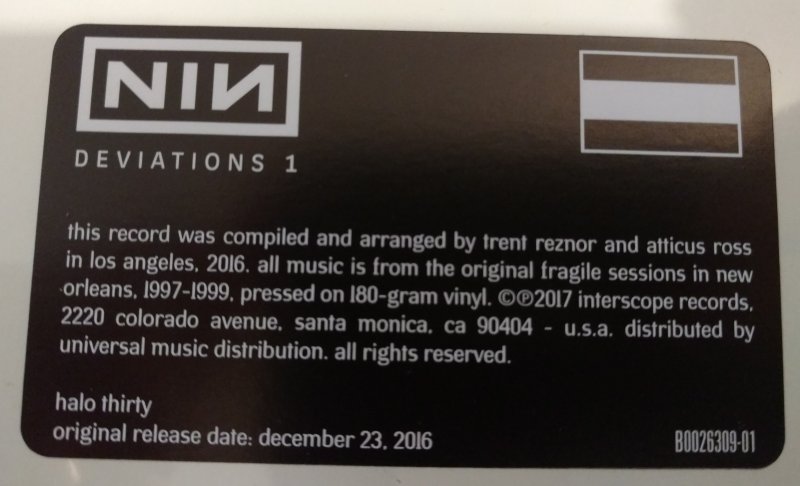 NIN
DEVIATIONS 1
this record was compiled and arranged by trent reznor and atticus ross
in los angeles, 2016. all music is from the original fragile sessions in new
orleans, 1997-1999, pressed on 180-gram vinyl. ©℗2017 interscope records,
2220 colorado avenue, santa monica, ca 90404 - u.s.a. distributed by
universal music distribution. all rights reserved.
halo thirty
original release date: december 23, 2016
B0026309-01